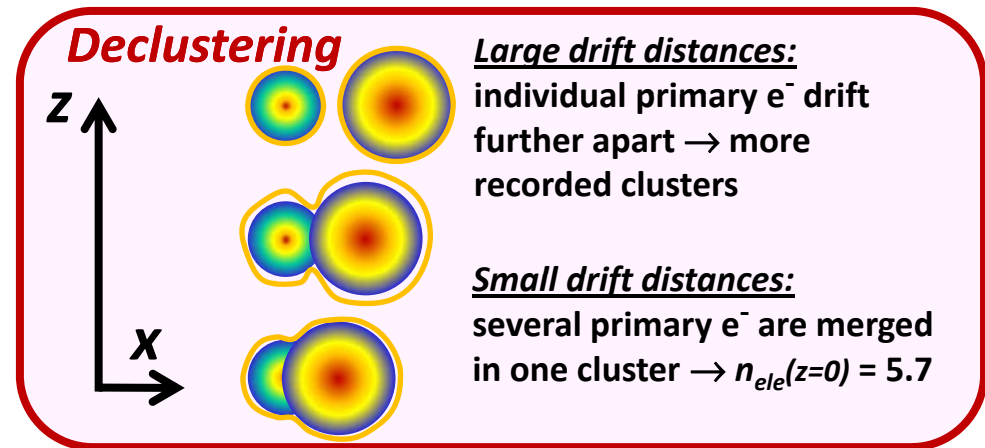 Declustering
z
x
Large drift distances:
individual primary e⁻ drift
further apart → more
recorded clusters
Small drift distances:
several primary e⁻ are merged
in one cluster → nₑₗₑ(z=0) = 5.7